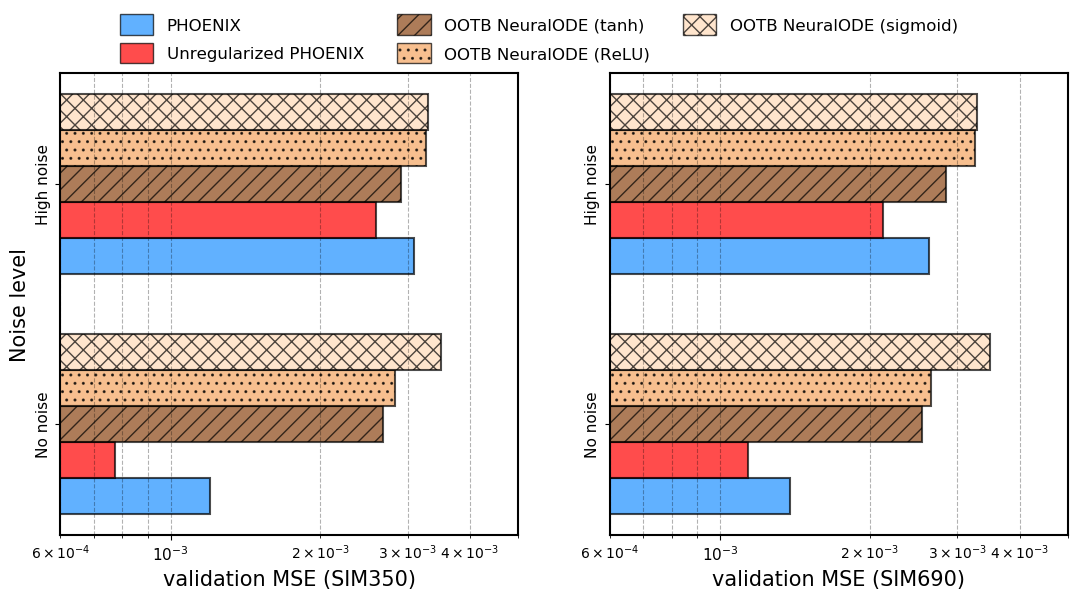 PHOENIX
Unregularized PHOENIX
OOTB NeuralODE (tanh)
OOTB NeuralODE (ReLU)
OOTB NeuralODE (sigmoid)
Noise level
High noise
No noise
6 × 10⁻⁴ 10⁻³ 2 × 10⁻³ 3 × 10⁻³ 4 × 10⁻³
validation MSE (SIM350)
High noise
No noise
6 × 10⁻⁴ 10⁻³ 2 × 10⁻³ 3 × 10⁻³ 4 × 10⁻³
validation MSE (SIM690)